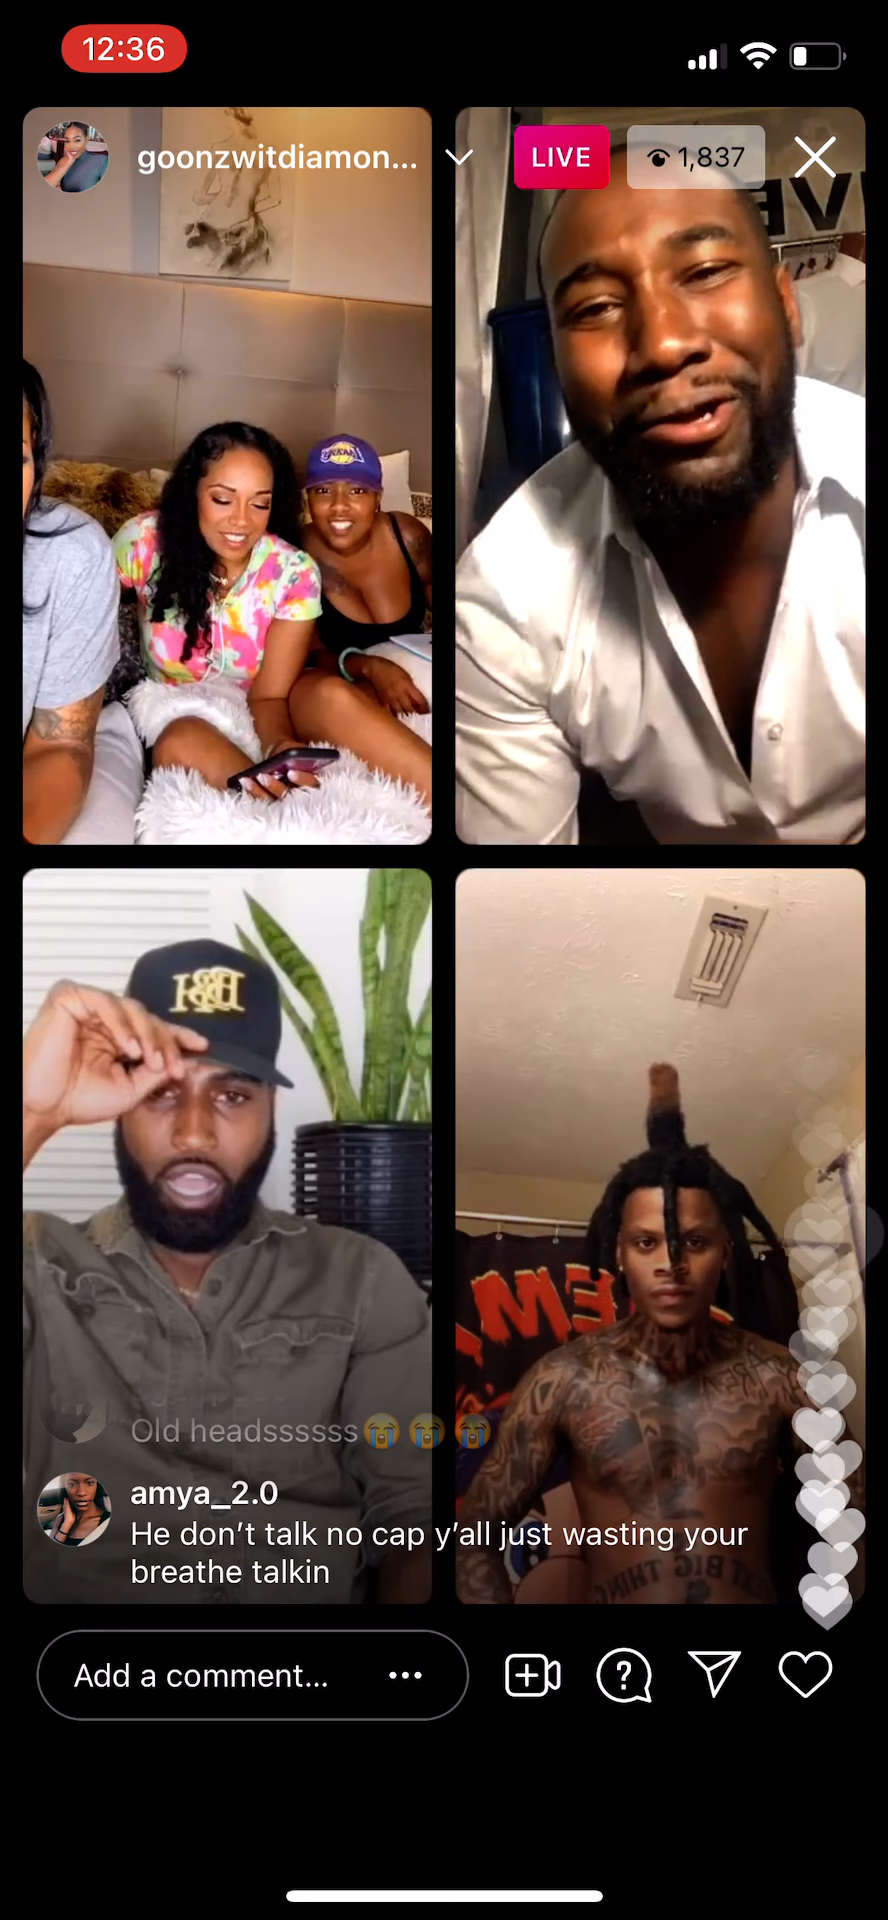 12:36
goonzwitdiamon...
LIVE
1,837
Old headssssss😭😭😭
amya_2.0
He don’t talk no cap y’all just wasting your
breathe talkin
Add a comment...